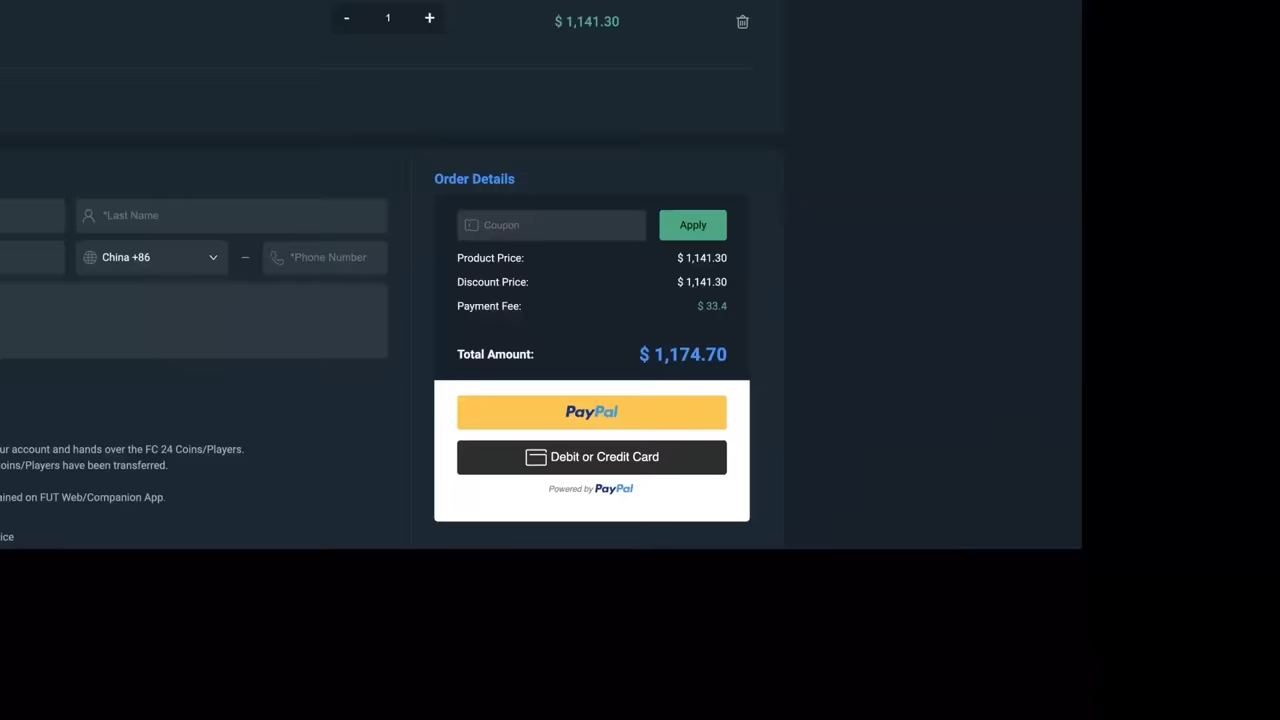 - 1 + $ 1,141.30
Order Details
*Last Name
Coupon Apply
China +86 – *Phone Number
Product Price: $ 1,141.30
Discount Price: $ 1,141.30
Payment Fee: $ 33.4
Total Amount: $ 1,174.70
PayPal
Debit or Credit Card
Powered by PayPal
ur account and hands over the FC 24 Coins/Players.
oins/Players have been transferred.
ained on FUT Web/Companion App.
ice